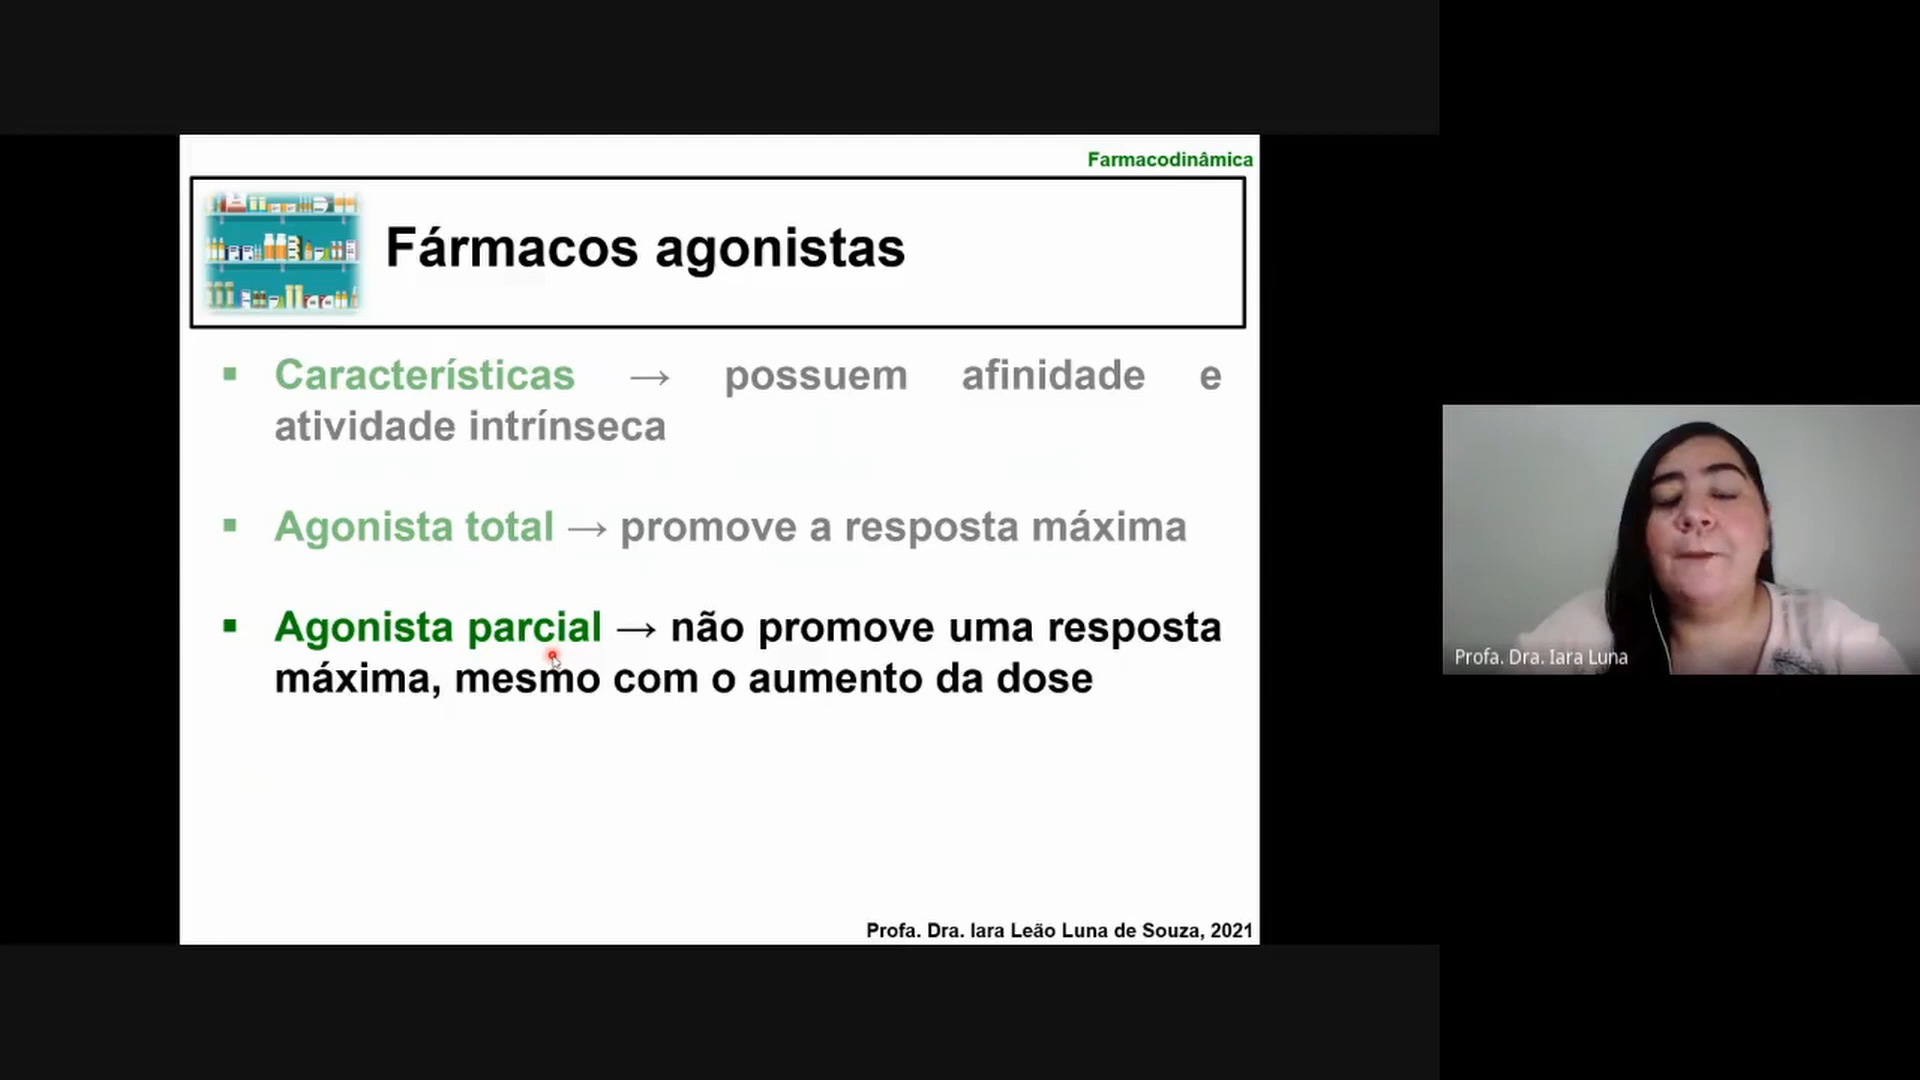 Farmacodinâmica
Fármacos agonistas
▪ Características → possuem afinidade e
atividade intrínseca
▪ Agonista total → promove a resposta máxima
▪ Agonista parcial → não promove uma resposta
máxima, mesmo com o aumento da dose
Profa. Dra. Iara Luna
Profa. Dra. Iara Leão Luna de Souza, 2021